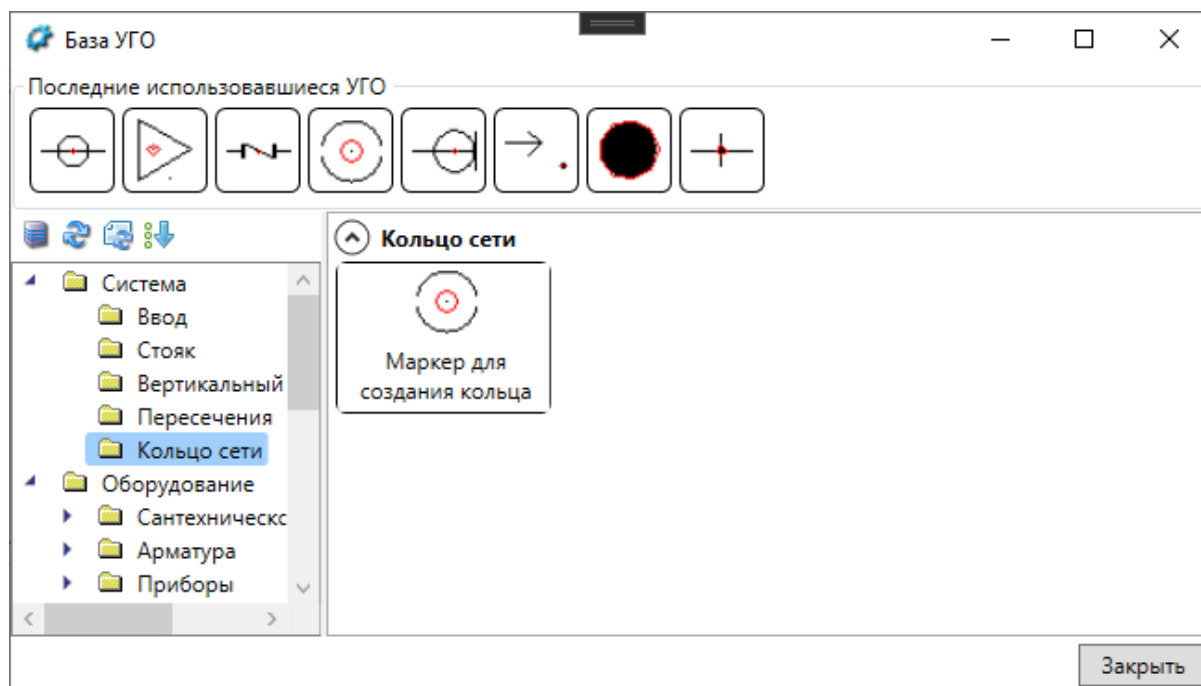 База УГО
Последние использовавшиеся УГО
Кольцо сети
Маркер для
создания кольца
Система
Ввод
Стояк
Вертикальный
Пересечения
Кольцо сети
Оборудование
Сантехническо
Арматура
Приборы
Закрыть